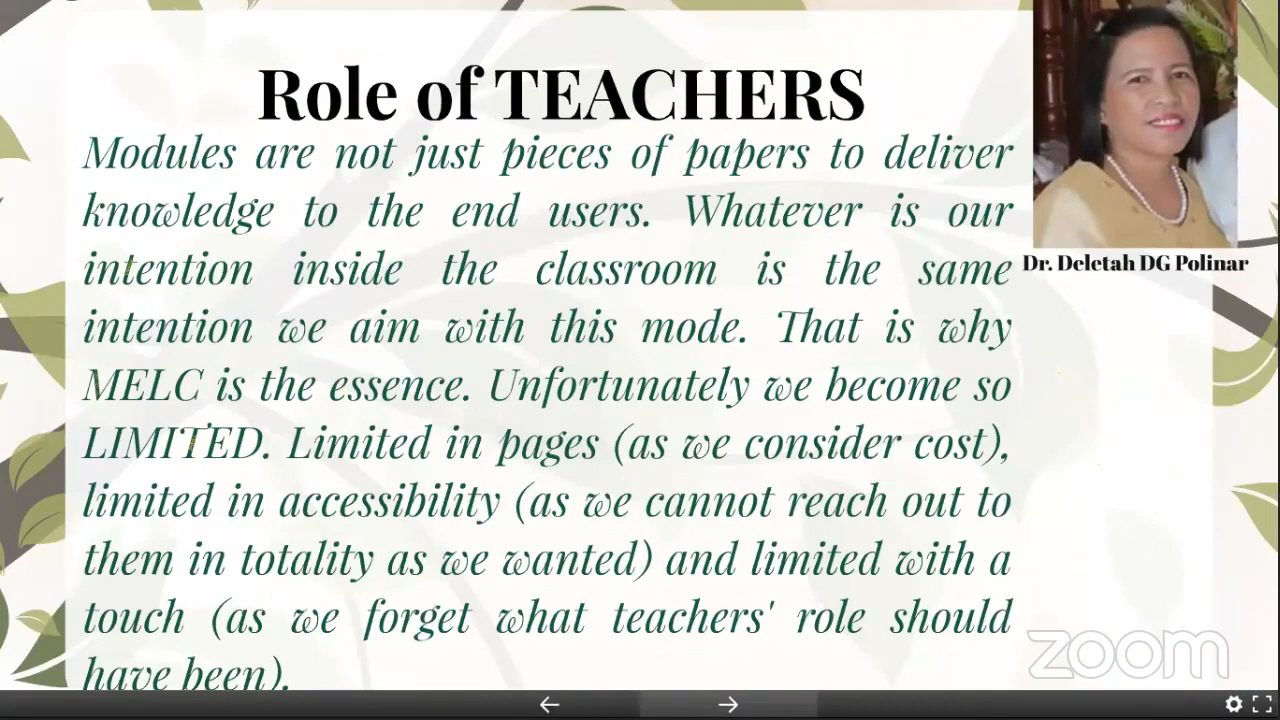 Role of TEACHERS
Modules are not just pieces of papers to deliver
knowledge to the end users. Whatever is our
intention inside the classroom is the same
intention we aim with this mode. That is why
MELC is the essence. Unfortunately we become so
LIMITED. Limited in pages (as we consider cost),
limited in accessibility (as we cannot reach out to
them in totality as we wanted) and limited with a
touch (as we forget what teachers' role should
have been).
Dr. Deletah DG Polinar
zoom